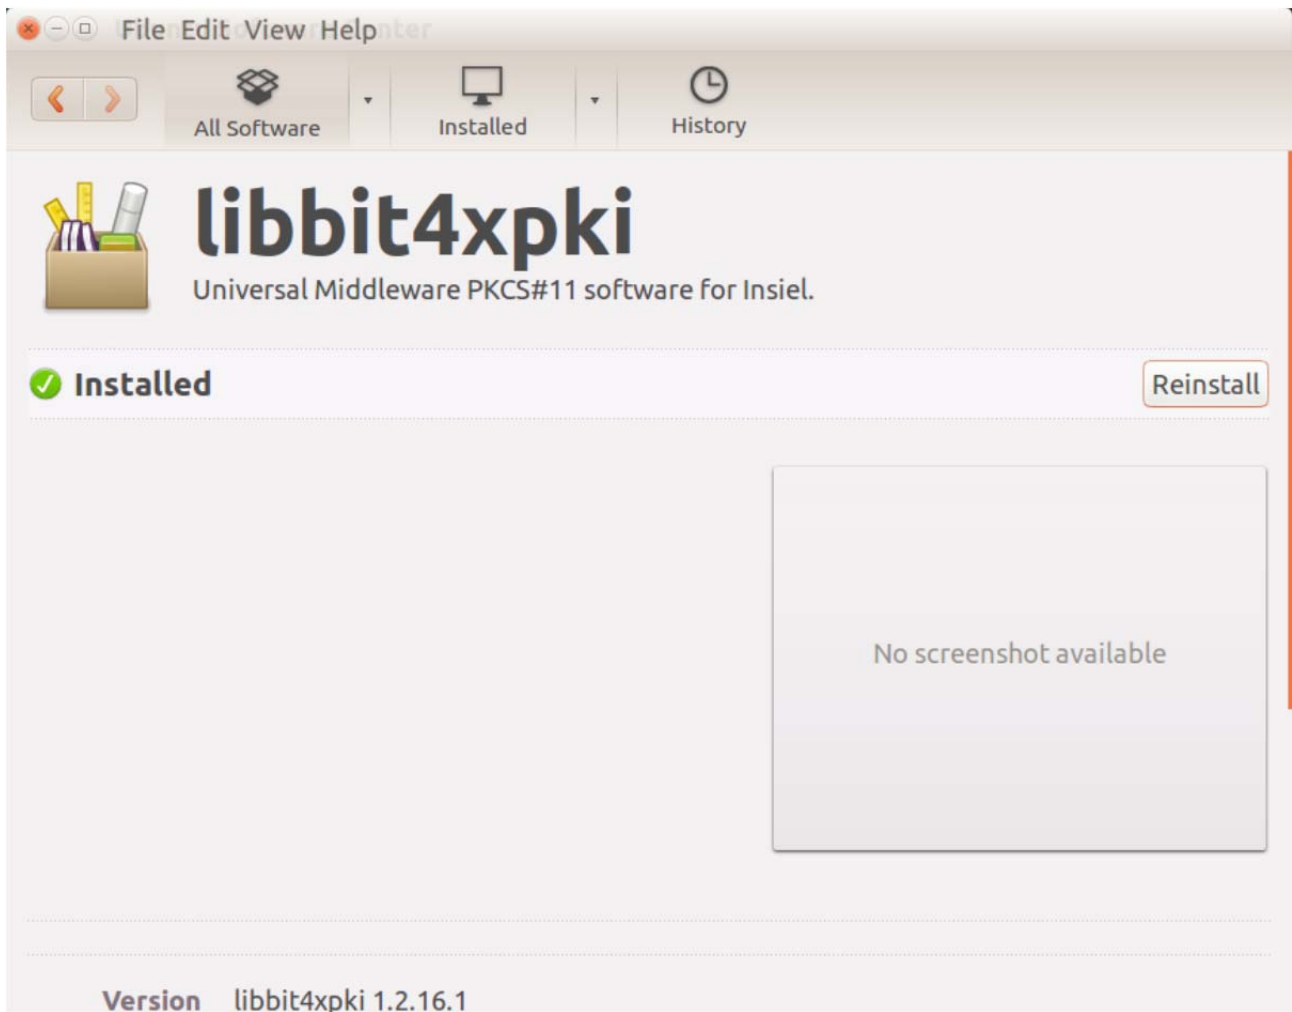 File Edit View Help
All Software
Installed
History
libbit4xpki
Universal Middleware PKCS#11 software for Insiel.
Installed
Reinstall
No screenshot available
Version libbit4xpki 1.2.16.1